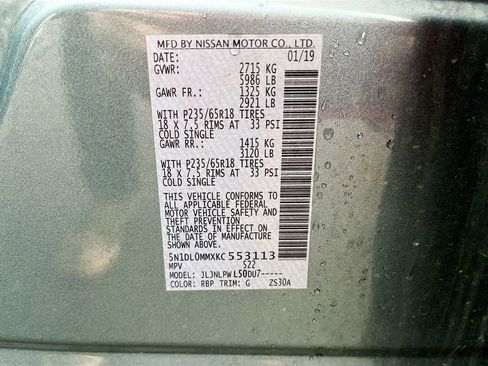 MFD BY NISSAN MOTOR CO., LTD.
DATE: 01/19
GVWR: 2715 KG
5986 LB
GAWR FR.: 1325 KG
2921 LB
WITH P235/65R18 TIRES
18 X 7.5 RIMS AT 33 PSI
COLD SINGLE
GAWR RR.: 1415 KG
3120 LB
WITH P235/65R18 TIRES
18 X 7.5 RIMS AT 33 PSI
COLD SINGLE
THIS VEHICLE CONFORMS TO
ALL APPLICABLE FEDERAL
MOTOR VEHICLE SAFETY AND
THEFT PREVENTION
STANDARDS IN EFFECT ON
THE DATE OF MANUFACTURE
SHOWN ABOVE.
5N1DL0MMXKC553113
MPV 522
MODEL: JLJNLPWL50DU7-----
COLOR: RBP TRIM: G ZS30A